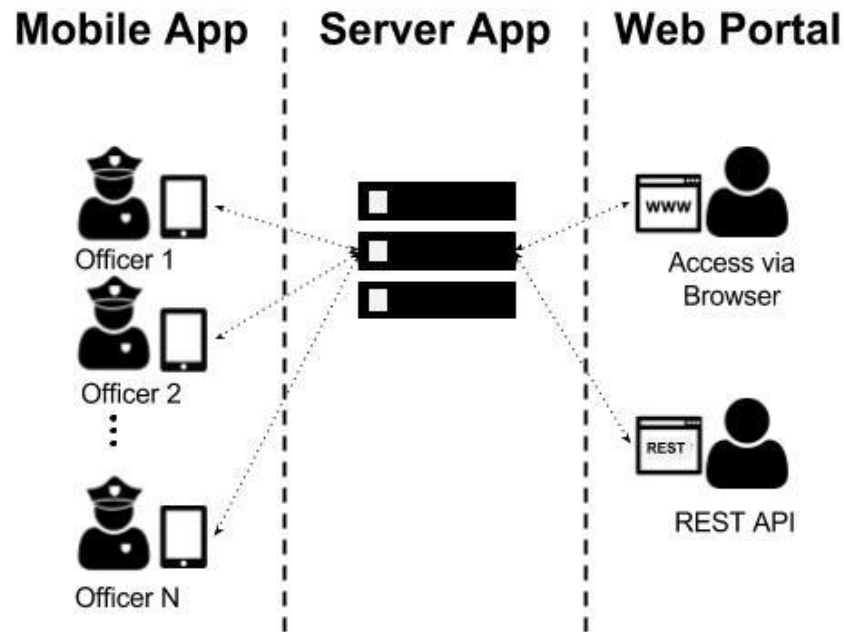 Mobile App
Server App
Web Portal
Officer 1
Officer 2
Officer N
WWW
Access via
Browser
REST
REST API